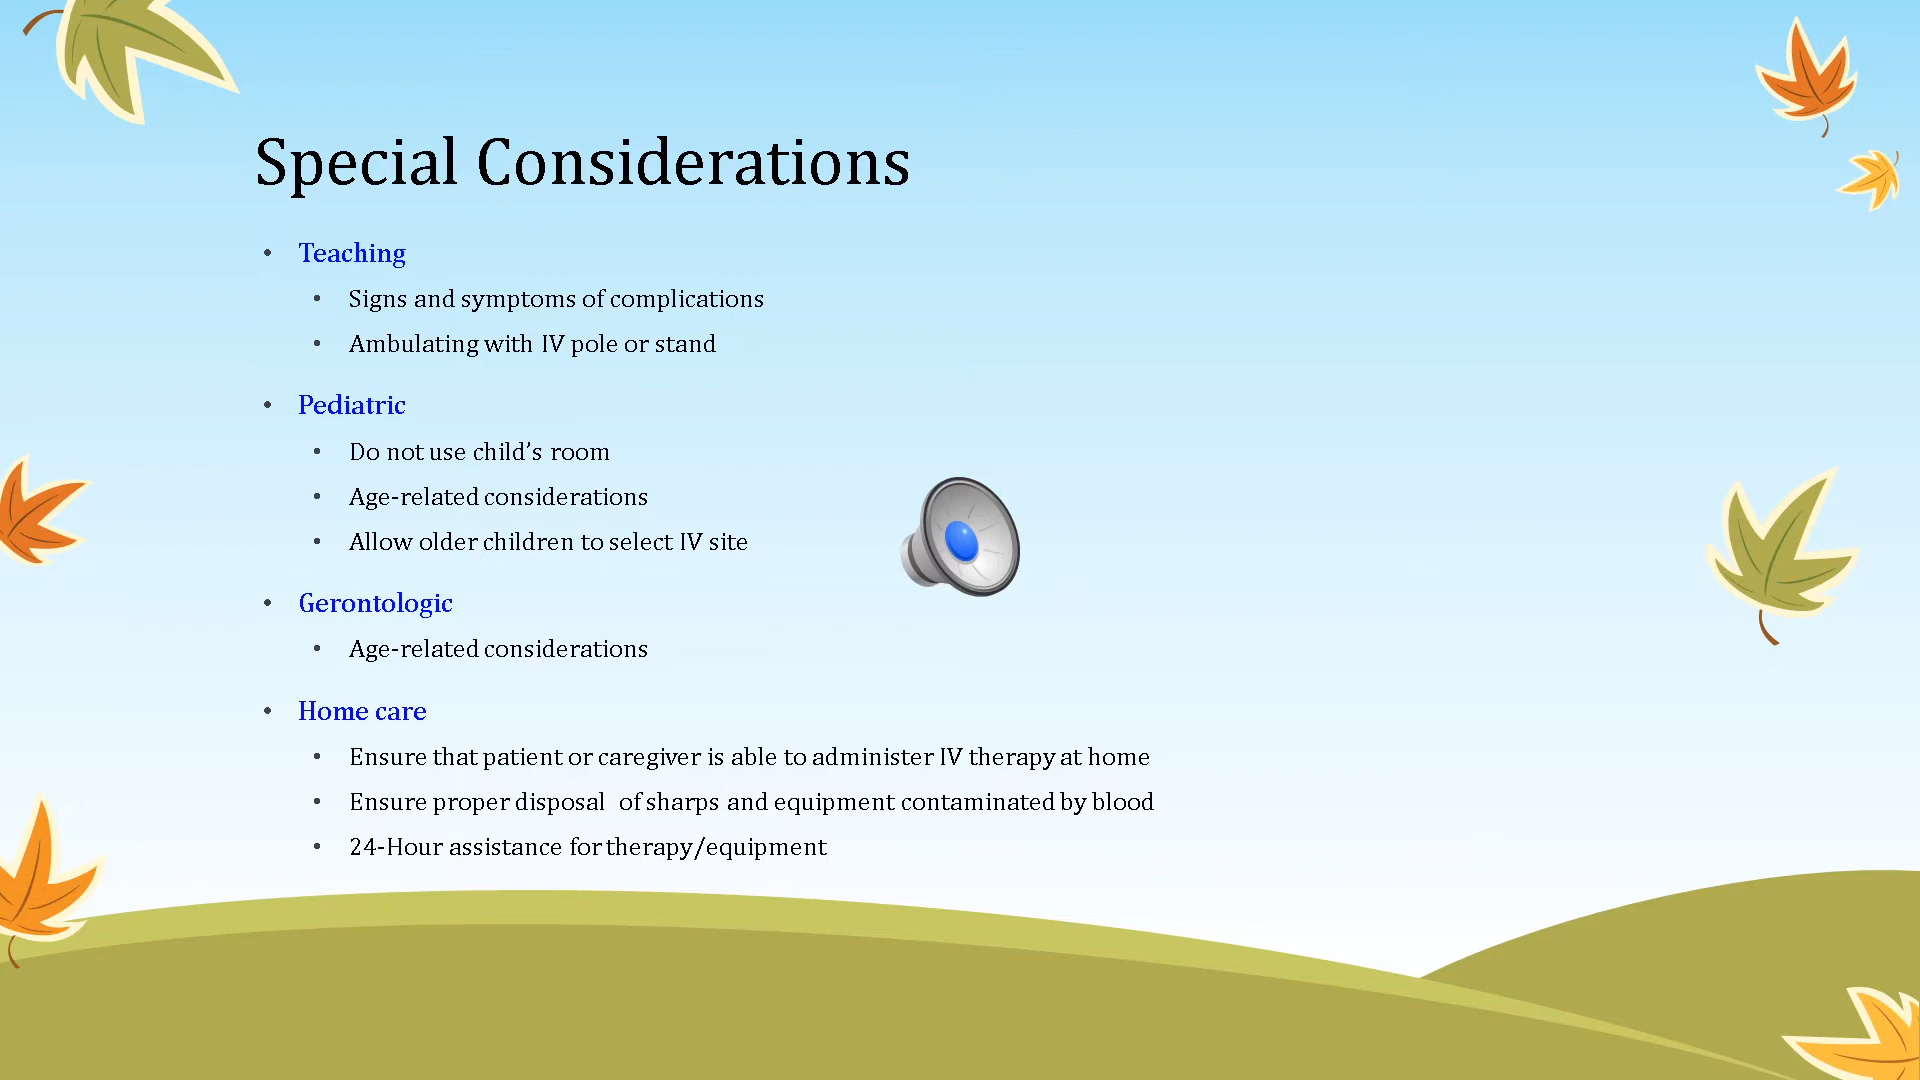 Special Considerations
• Teaching
• Signs and symptoms of complications
• Ambulating with IV pole or stand
• Pediatric
• Do not use child’s room
• Age-related considerations
• Allow older children to select IV site
• Gerontologic
• Age-related considerations
• Home care
• Ensure that patient or caregiver is able to administer IV therapy at home
• Ensure proper disposal of sharps and equipment contaminated by blood
• 24-Hour assistance for therapy/equipment